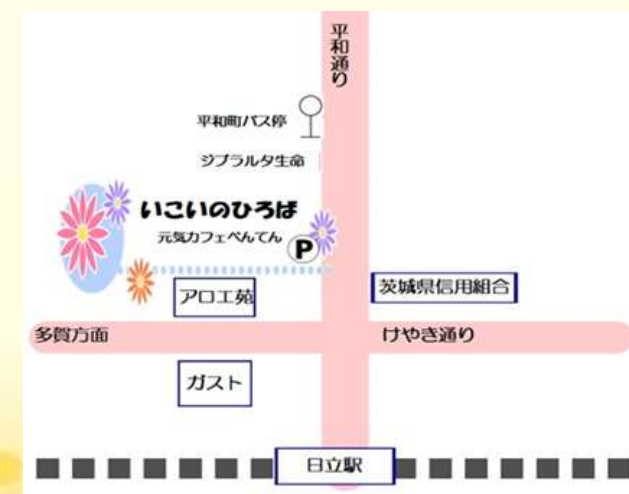 平和通り
平和町バス停
ジブラルタ生命
いこいのひろば
元気カフェべんてん
P
アロエ苑
茨城県信用組合
多賀方面
けやき通り
ガスト
日立駅